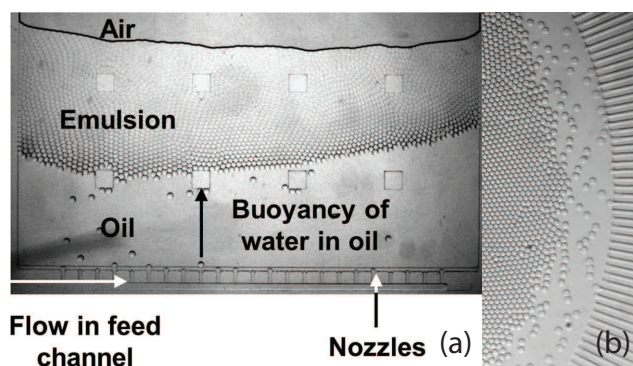 Air
Emulsion
Oil
Buoyancy of
water in oil
Flow in feed
channel
Nozzles
(a)
(b)